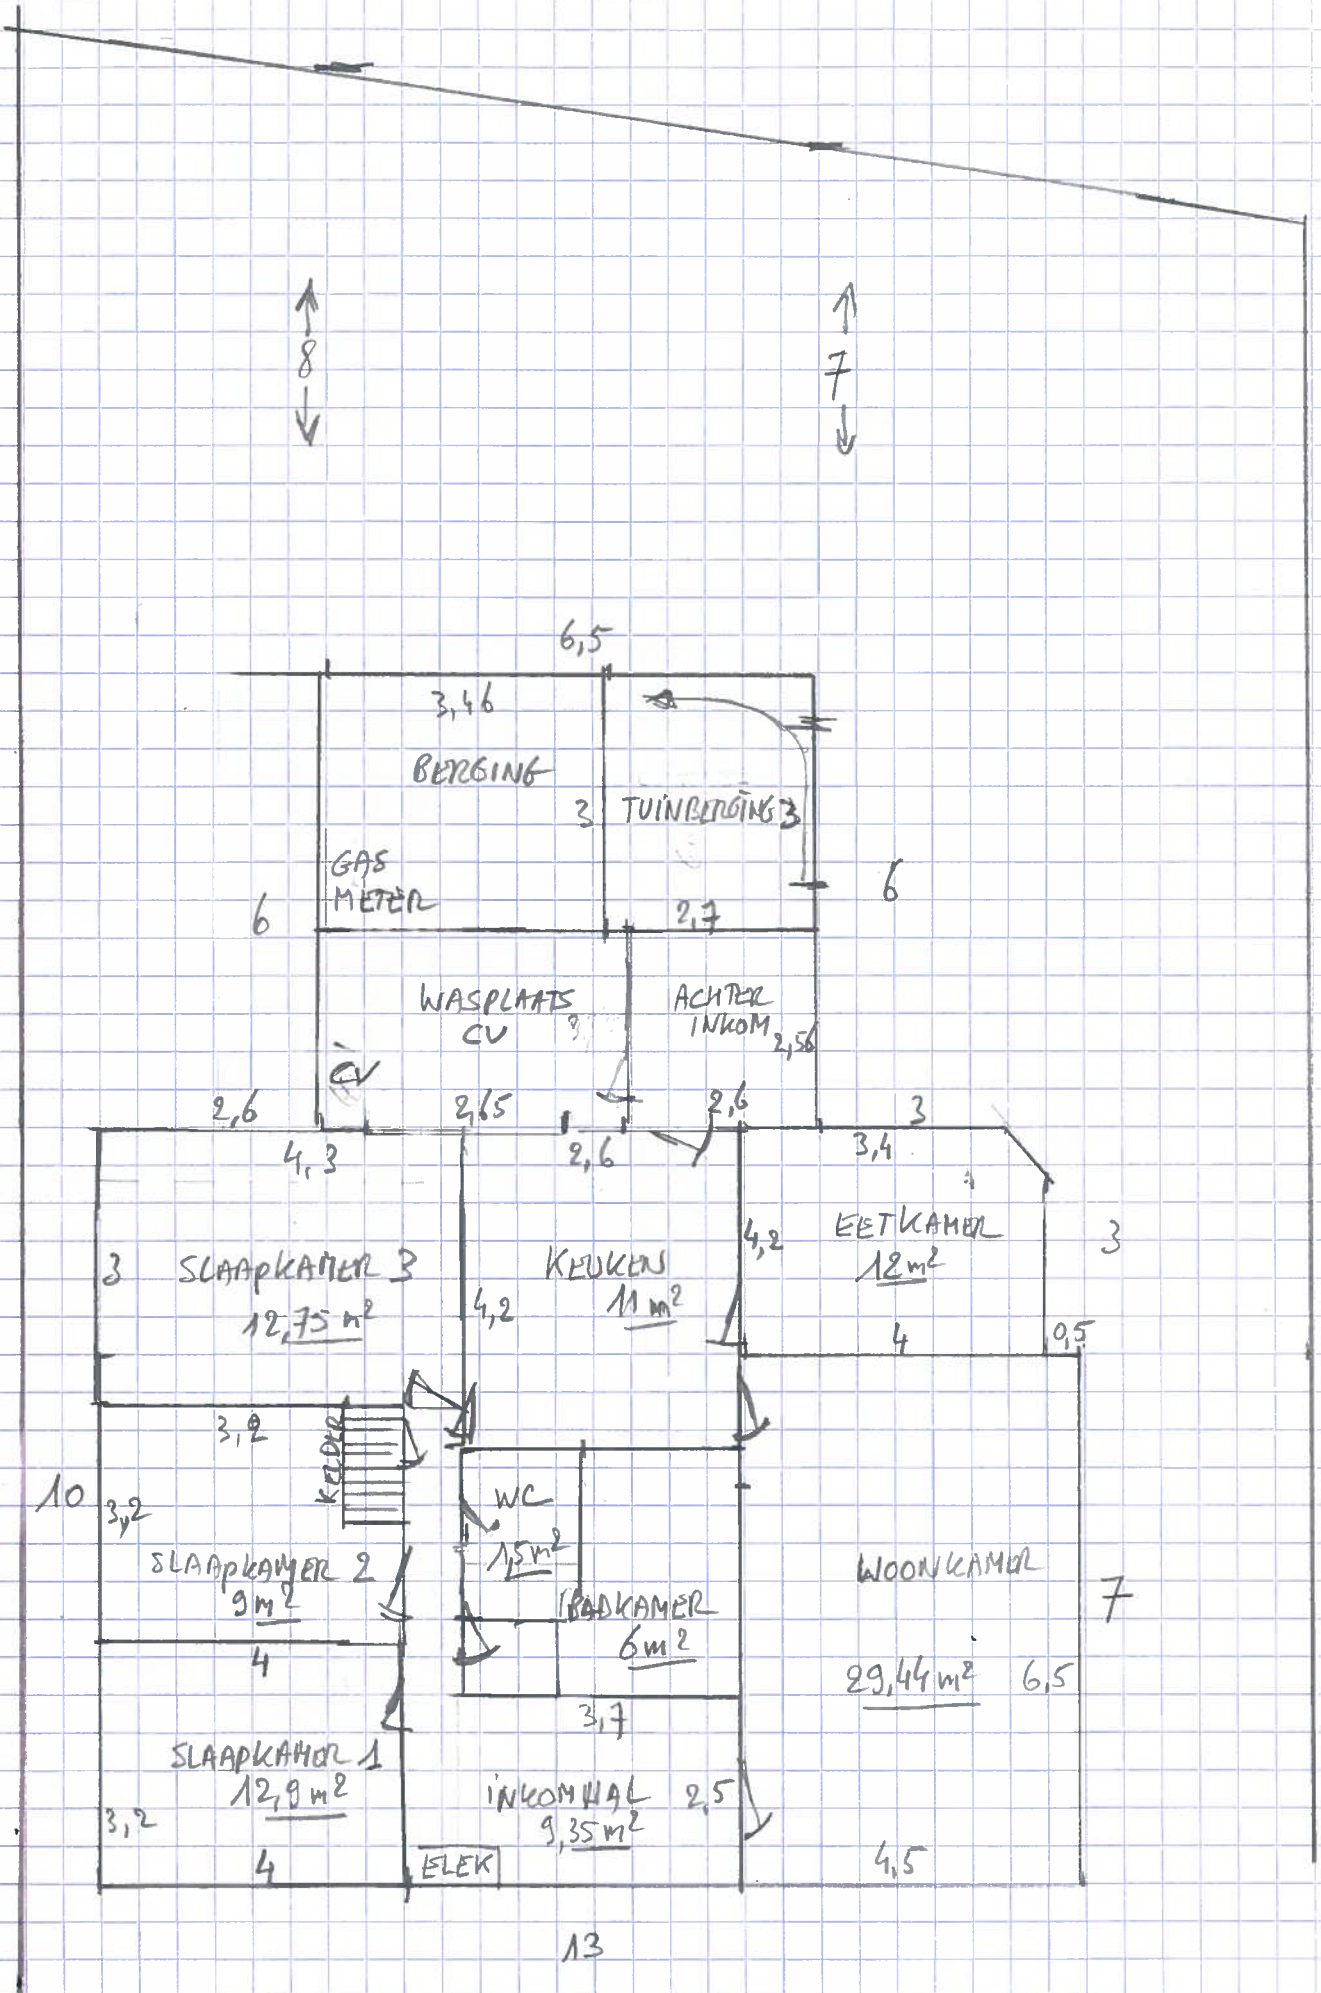 8
7
6,5
3,46
BERGING
3
TUINBERGING 3
GAS
METER
6
2,7
6
WASPLAATS
CV
3
ACHTER
INKOM
2,56
CV
2,6
2,65
2,6
3
4,3
2,6
3,4
3
SLAAPKAMER 3
12,75 m²
4,2
KEUKEN
11 m²
4,2
EETKAMER
12 m²
3
4
0,5
3,2
KELDER
10
3,2
WC
1,5 m²
SLAAPKAMER 2
9 m²
BADKAMER
6 m²
WOONKAMER
7
4
29,44 m²
6,5
3,7
SLAAPKAMER 1
12,9 m²
3,2
INKOMHAL
9,35 m²
2,5
4
ELEK
4,5
13